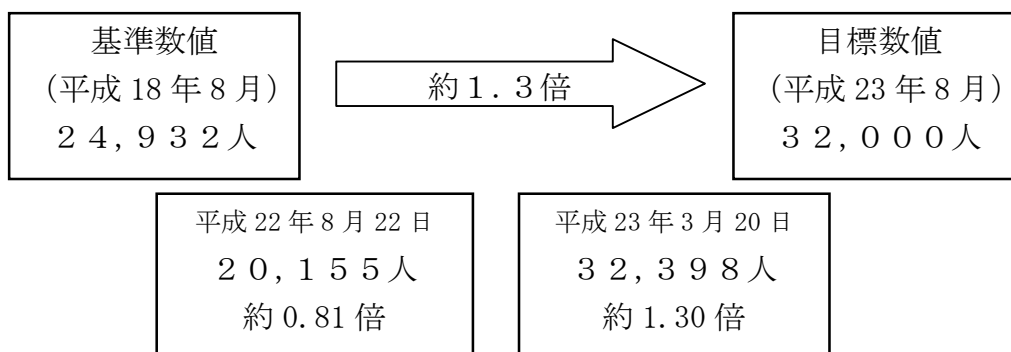 基準数値
(平成 18 年 8 月)
２４,９３２人
約１.３倍
目標数値
(平成 23 年 8 月)
３２,０００人
平成 22 年 8 月 22 日
２０,１５５人
約 0.81 倍
平成 23 年 3 月 20 日
３２,３９８人
約 1.30 倍